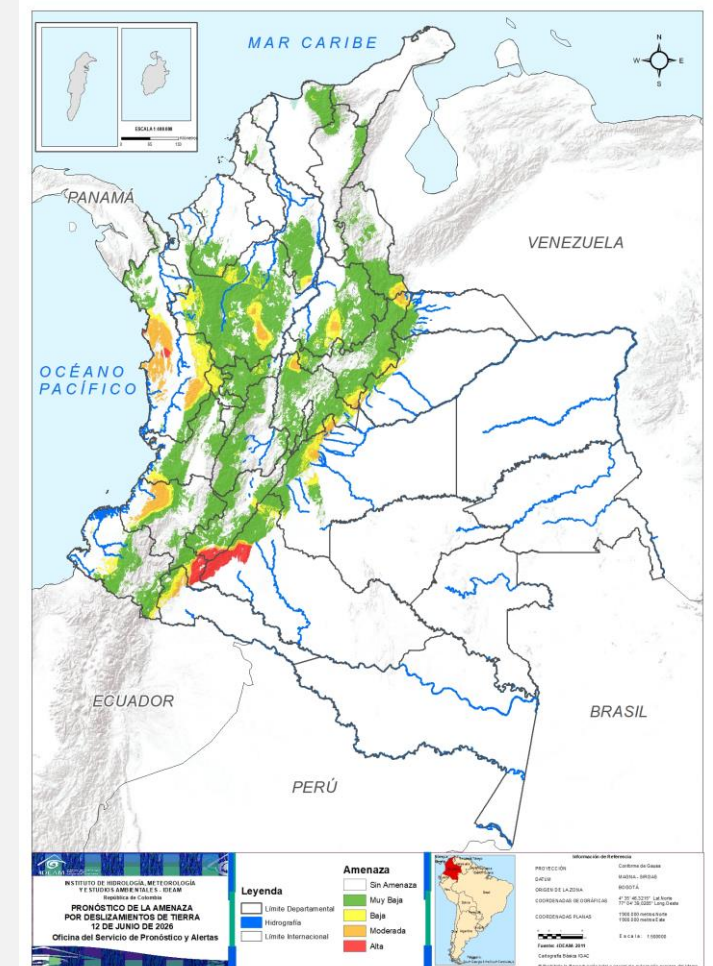 MAR CARIBE
N
W
E
S
ESCALA 1:800.000
PANAMÁ
VENEZUELA
OCÉANO
PACÍFICO
ECUADOR
BRASIL
PERÚ
IDEAM
INSTITUTO DE HIDROLOGÍA, METEOROLOGÍA
Y ESTUDIOS AMBIENTALES - IDEAM
República de Colombia
PRONÓSTICO DE LA AMENAZA
POR DESLIZAMIENTOS DE TIERRA
12 DE JUNIO DE 2026
Oficina del Servicio de Pronóstico y Alertas
Leyenda
Límite Departamental
Hidrografía
Límite Internacional
Amenaza
Sin Amenaza
Muy Baja
Baja
Moderada
Alta
Información de Referencia
PROYECCIÓN Conforme de Gauss
DATUM MAGNA - SIRGAS
ORIGEN DE LA ZONA BOGOTÁ
COORDENADAS GEOGRÁFICAS
COORDENADAS PLANAS
Fuente: IDEAM 2011
Cartografía Básica IGAC